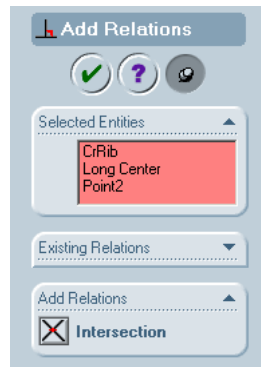 Add Relations
?
Selected Entities
CrRib
Long Center
Point2
Existing Relations
Add Relations
Intersection